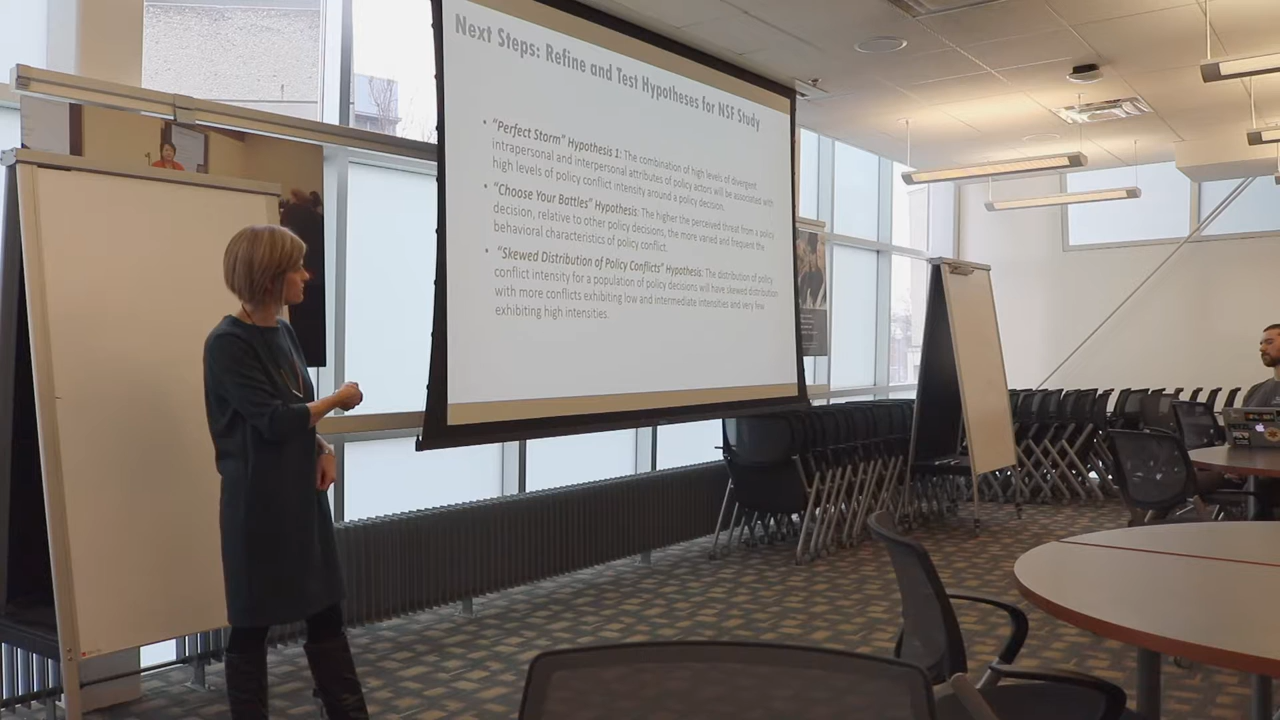 Next Steps: Refine and Test Hypotheses for NSF Study
• “Perfect Storm” Hypothesis 1: The combination of high levels of divergent
intrapersonal and interpersonal attributes of policy actors will be associated with
high levels of policy conflict intensity around a policy decision.
• “Choose Your Battles” Hypothesis: The higher the perceived threat from a policy
decision, relative to other policy decisions, the more varied and frequent the
behavioral characteristics of policy conflict.
• “Skewed Distribution of Policy Conflicts” Hypothesis: The distribution of policy
conflict intensity for a population of policy decisions will have skewed distribution
with more conflicts exhibiting low and intermediate intensities and very few
exhibiting high intensities.